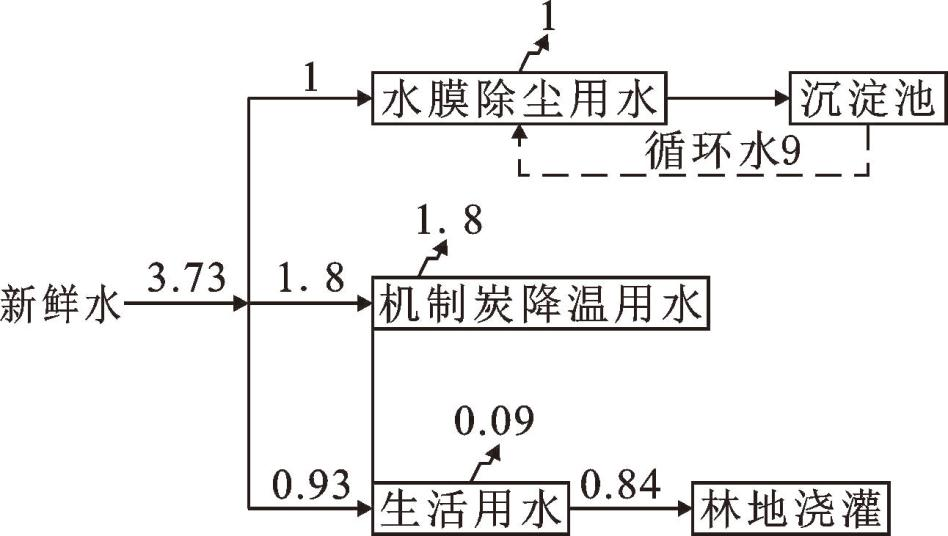 1
1
水膜除尘用水
沉淀池
循环水9
1.8
新鲜水
3.73
1.8
机制炭降温用水
0.09
0.93
生活用水
0.84
林地浇灌